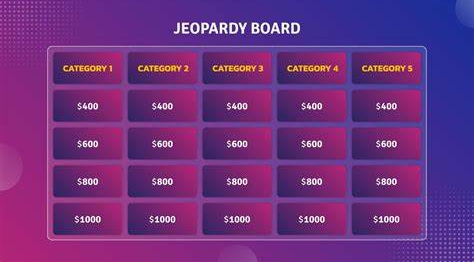 JEOPARDY BOARD
CATEGORY 1 CATEGORY 2 CATEGORY 3 CATEGORY 4 CATEGORY 5
$400 $400 $400 $400 $400
$600 $600 $600 $600 $600
$800 $800 $800 $800 $800
$1000 $1000 $1000 $1000 $1000